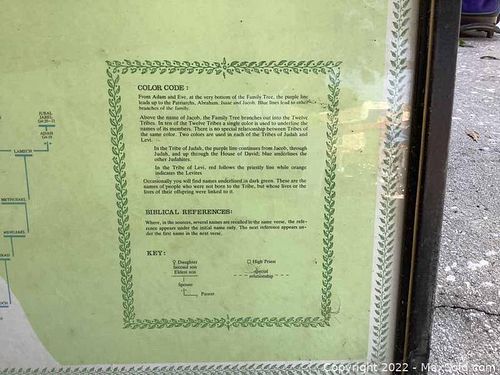 COLOR CODE :
From Adam and Eve, at the very bottom of the Family Tree, the purple line
leads up to the Patriarchs, Abraham, Isaac and Jacob. Blue lines lead to other
branches of the family.
Above the name of Jacob, the Family Tree branches out into the Twelve
Tribes. In ten of the Twelve Tribes a single color is used to underline the
names of its members. There is no special relationship between Tribes of
the same color. Two colors are used in each of the Tribes of Judah and
Levi.
In the Tribe of Judah, the purple line continues from Jacob, through
Judah, and up through the House of David; blue underlines the
other Judahites.
In the Tribe of Levi, red follows the priestly line while orange
indicates the Levites
Occasionally you will find names underlined in dark green. These are the
names of people who were not born to the Tribe, but whose lives or the
lives of their offspring were linked to it.
BIBLICAL REFERENCES:
Where, in the sources, several names are recalled in the same verse, the refe-
rence appears under the initial name only. The next reference appears un-
der the first name in the next verse.
KEY:
♀ Daughter
Second son
Eldest son
Spouse
Parent
□ High Priest
special
relationship
JUBAL
JABEL
ADAH
LAMECH
METHUSAEL
MEHUJAEL
IRAD
Copyright 2022 - MaxSold.com